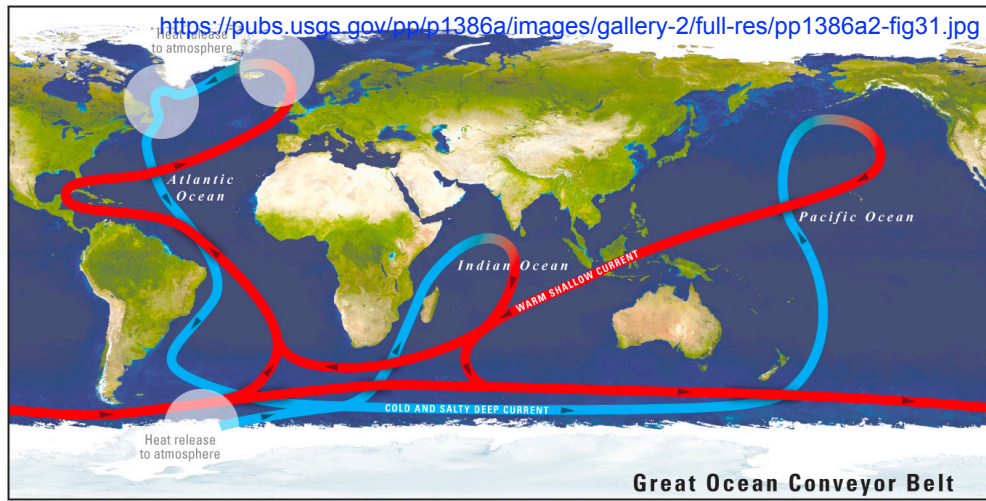 https://pubs.usgs.gov/pp/p1386a/images/gallery-2/full-res/pp1386a2-fig31.jpg
Heat release
to atmosphere
Atlantic
Ocean
Pacific Ocean
Indian Ocean
WARM SHALLOW CURRENT
COLD AND SALTY DEEP CURRENT
Heat release
to atmosphere
Great Ocean Conveyor Belt